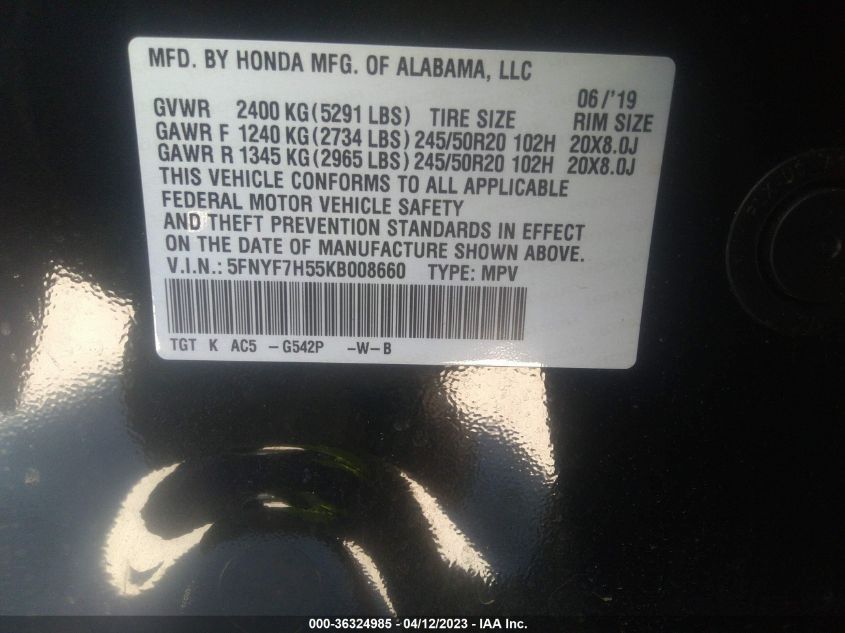 MFD. BY HONDA MFG. OF ALABAMA, LLC
06/'19
GVWR 2400 KG(5291 LBS) TIRE SIZE RIM SIZE
GAWR F 1240 KG(2734 LBS) 245/50R20 102H 20X8.0J
GAWR R 1345 KG(2965 LBS) 245/50R20 102H 20X8.0J
THIS VEHICLE CONFORMS TO ALL APPLICABLE
FEDERAL MOTOR VEHICLE SAFETY
AND THEFT PREVENTION STANDARDS IN EFFECT
ON THE DATE OF MANUFACTURE SHOWN ABOVE.
V.I.N.: 5FNYF7H55KB008660 TYPE: MPV
TGT K AC5 -G542P -W-B
000-36324985 - 04/12/2023 - IAA Inc.